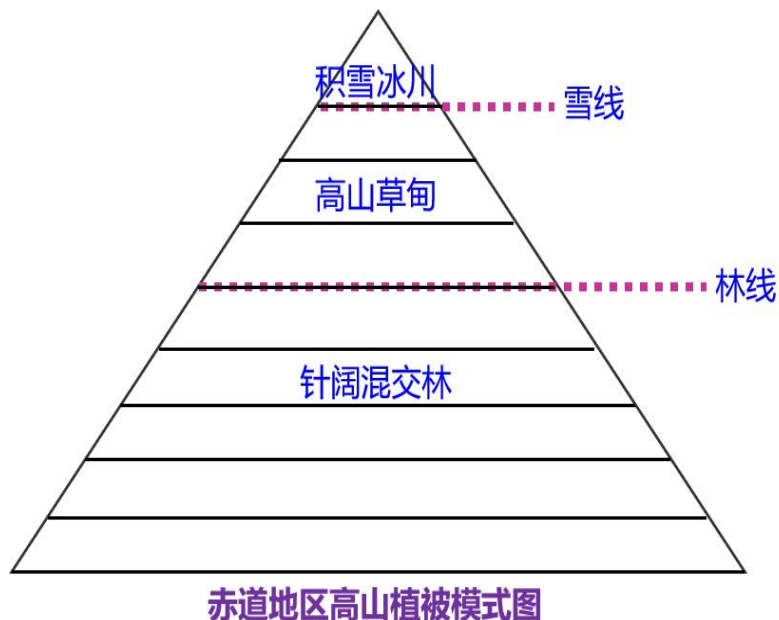 积雪冰川
雪线
高山草甸
林线
针阔混交林
赤道地区高山植被模式图